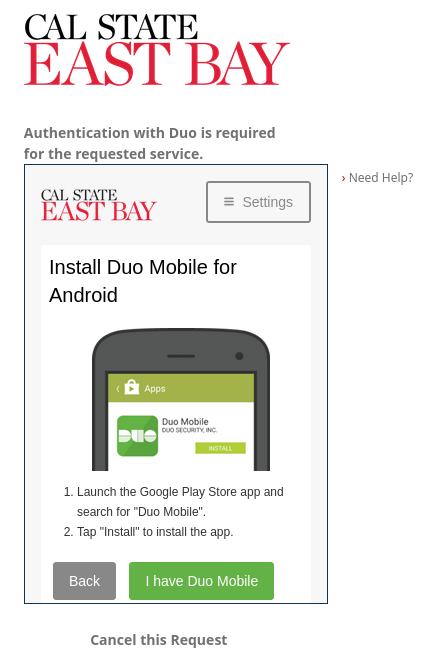 CAL STATE
EAST BAY
Authentication with Duo is required
for the requested service.
› Need Help?
CAL STATE
EAST BAY
≡ Settings
Install Duo Mobile for
Android
‹ Apps
Duo Mobile
DUO SECURITY, INC.
DUO
INSTALL
1. Launch the Google Play Store app and
search for "Duo Mobile".
2. Tap "Install" to install the app.
Back
I have Duo Mobile
Cancel this Request